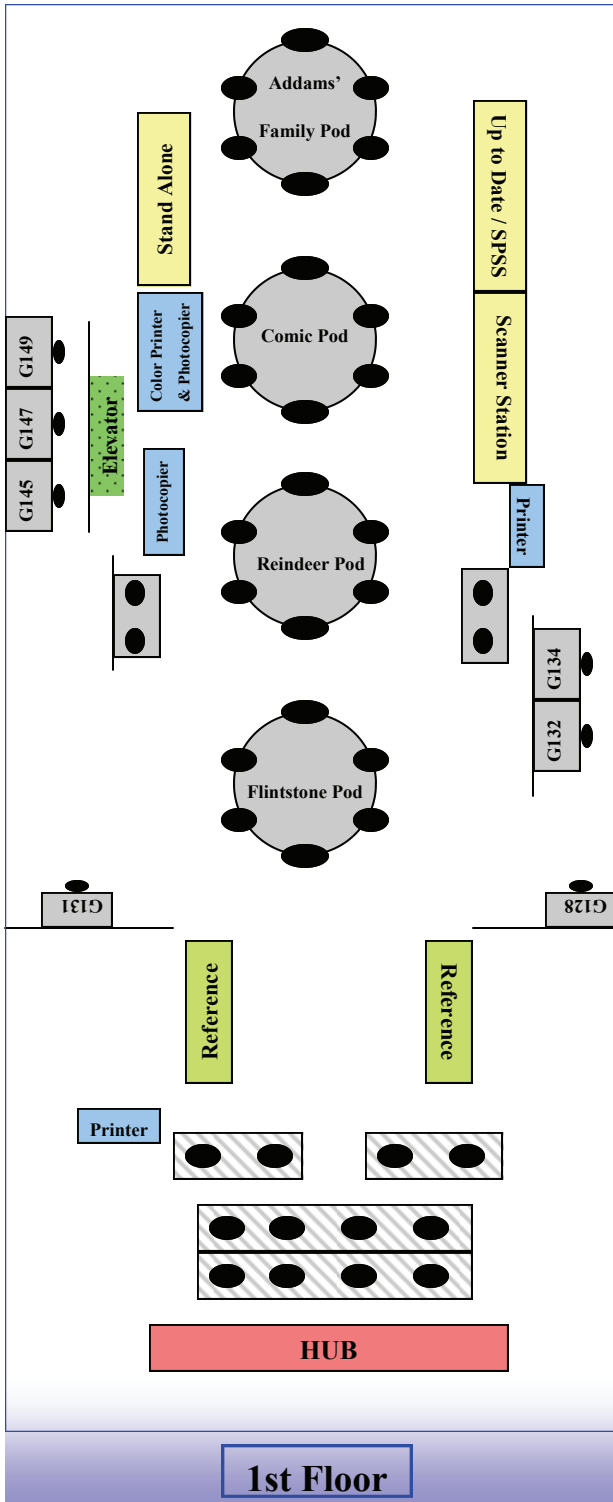 Addams’
Family Pod
Stand Alone
Up to Date / SPSS
Color Printer
& Photocopier
Comic Pod
Scanner Station
G149
G147
G145
Elevator
Photocopier
Reindeer Pod
Printer
G134
G132
Flintstone Pod
G131
G128
Reference
Reference
Printer
HUB
1st Floor